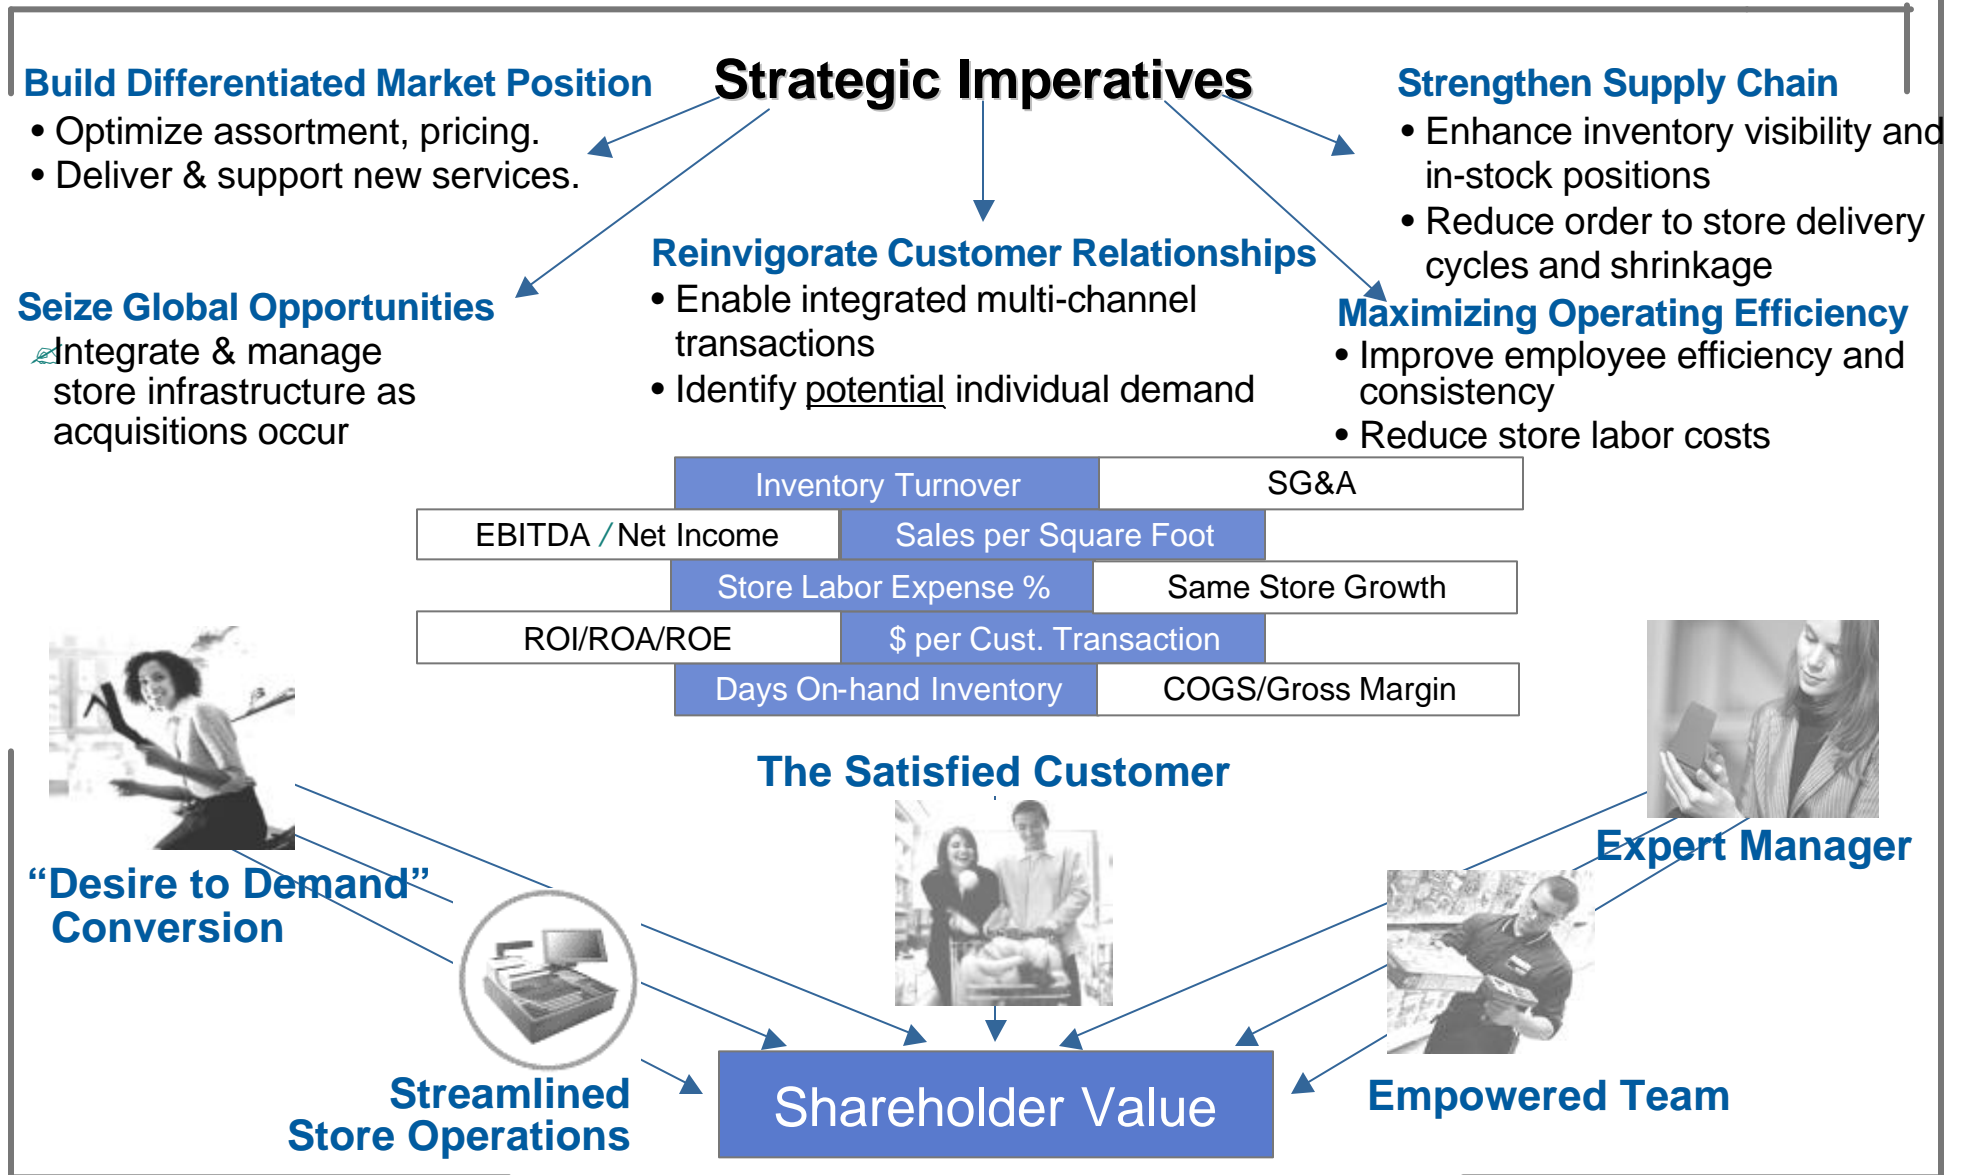 Strategic Imperatives
Build Differentiated Market Position
• Optimize assortment, pricing.
• Deliver & support new services.
Seize Global Opportunities
Integrate & manage
store infrastructure as
acquisitions occur
Reinvigorate Customer Relationships
• Enable integrated multi-channel
transactions
• Identify potential individual demand
Strengthen Supply Chain
• Enhance inventory visibility and
in-stock positions
• Reduce order to store delivery
cycles and shrinkage
Maximizing Operating Efficiency
• Improve employee efficiency and
consistency
• Reduce store labor costs
Inventory Turnover
SG&A
EBITDA / Net Income
Sales per Square Foot
Store Labor Expense %
Same Store Growth
ROI/ROA/ROE
$ per Cust. Transaction
Days On-hand Inventory
COGS/Gross Margin
The Satisfied Customer
Expert Manager
“Desire to Demand”
Conversion
Streamlined
Store Operations
Empowered Team
Shareholder Value